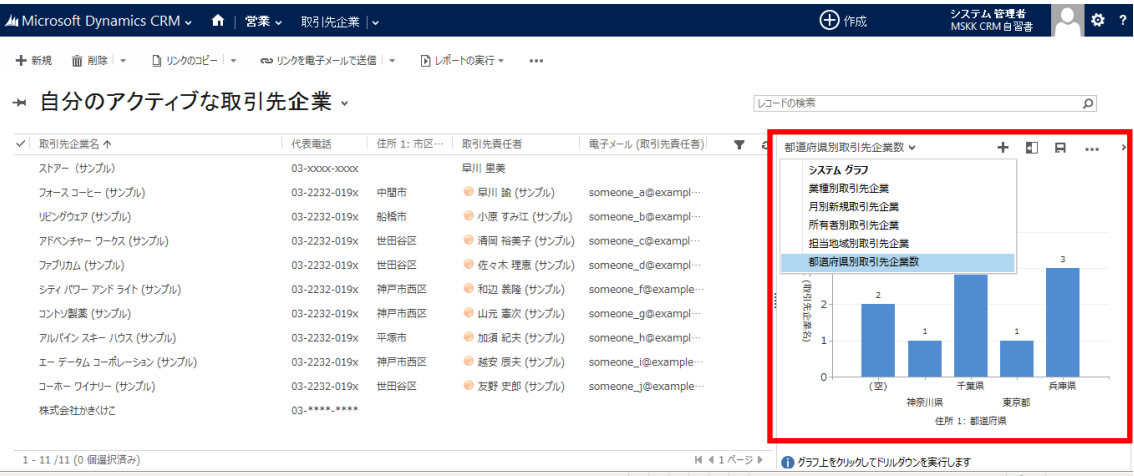 Microsoft Dynamics CRM 営業 取引先企業 作成 システム 管理者
MSKK CRM 自習書 ?
新規 削除 リンクのコピー リンクを電子メールで送信 レポートの実行
自分のアクティブな取引先企業
レコードの検索
取引先企業名 代表電話 住所 1: 市区… 取引先責任者 電子メール (取引先責任者)
ストアー (サンプル) 03-xxxx-xxxx 早川 里美
フォース コーヒー (サンプル) 03-2232-019x 中間市 早川 諭 (サンプル) someone_a@exampl…
リビングウェア (サンプル) 03-2232-019x 船橋市 小原 すみ江 (サンプル) someone_b@exampl…
アドベンチャー ワークス (サンプル) 03-2232-019x 世田谷区 清岡 裕美子 (サンプル) someone_c@exampl…
ファブリカム (サンプル) 03-2232-019x 世田谷区 佐々木 理恵 (サンプル) someone_d@exampl…
シティ パワー アンド ライト (サンプル) 03-2232-019x 神戸市西区 和辺 義隆 (サンプル) someone_f@example…
コントソ製薬 (サンプル) 03-2232-019x 神戸市西区 山元 憲次 (サンプル) someone_g@exampl…
アルパイン スキー ハウス (サンプル) 03-2232-019x 平塚市 加須 紀夫 (サンプル) someone_h@exampl…
エー データム コーポレーション (サンプル) 03-2232-019x 神戸市西区 越安 辰夫 (サンプル) someone_i@example…
コーホー ワイナリー (サンプル) 03-2232-019x 世田谷区 友野 史郎 (サンプル) someone_j@example…
株式会社かきくけこ 03-****-****
1 - 11 /11 (0 個選択済み) 1 ページ
都道府県別取引先企業数
システム グラフ
業種別取引先企業
月別新規取引先企業
所有者別取引先企業
担当地域別取引先企業
都道府県別取引先企業数
(取引先企業名)
2 1 1 3
2
1
0
(空) 千葉県 兵庫県
神奈川県 東京都
住所 1: 都道府県
グラフ上をクリックしてドリルダウンを実行します